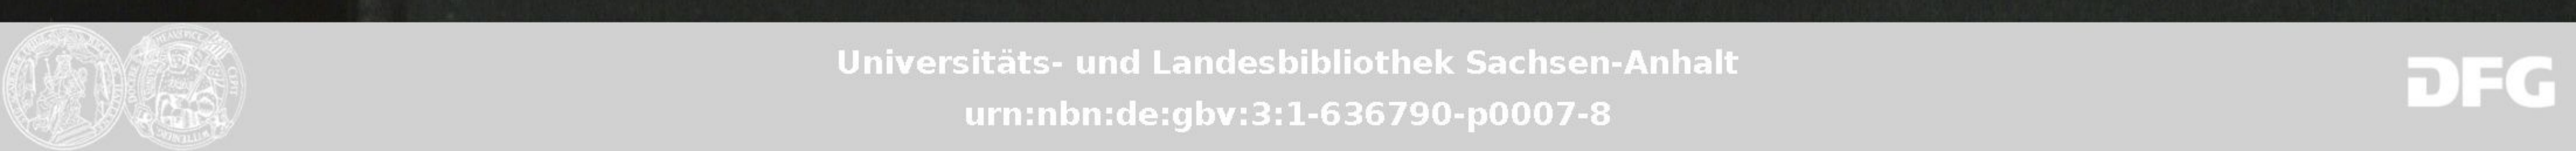 Universitäts- und Landesbibliothek Sachsen-Anhalt
urn:nbn:de:gbv:3:1-636790-p0007-8
DFG